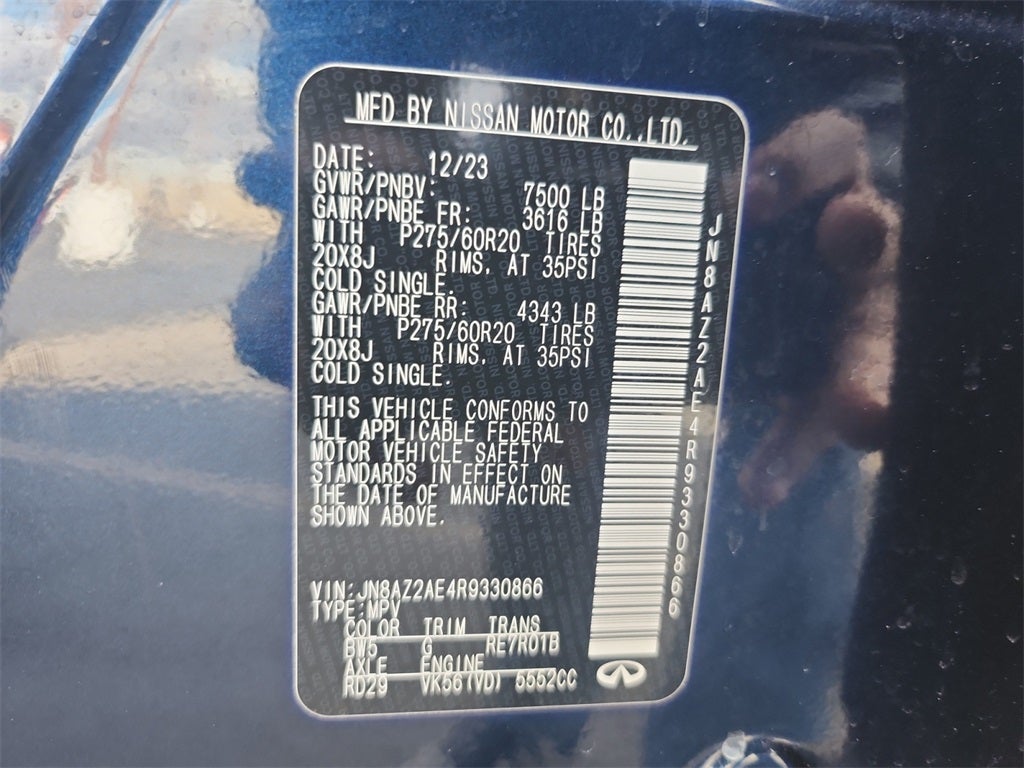 MFD BY NISSAN MOTOR CO.,LTD.
DATE: 12/23
GVWR/PNBV: 7500 LB
GAWR/PNBE FR: 3616 LB
WITH P275/60R20 TIRES
20X8J RIMS. AT 35PSI
COLD SINGLE.
GAWR/PNBE RR: 4343 LB
WITH P275/60R20 TIRES
20X8J RIMS. AT 35PSI
COLD SINGLE.
THIS VEHICLE CONFORMS TO
ALL APPLICABLE FEDERAL
MOTOR VEHICLE SAFETY
STANDARDS IN EFFECT ON
THE DATE OF MANUFACTURE
SHOWN ABOVE.
VIN:JN8AZ2AE4R9330866
TYPE:MPV
COLOR TRIM TRANS
BW5 G RE7R01B
AXLE ENGINE
RD29 VK56(VD) 5552CC
JN8AZ2AE4R9330866